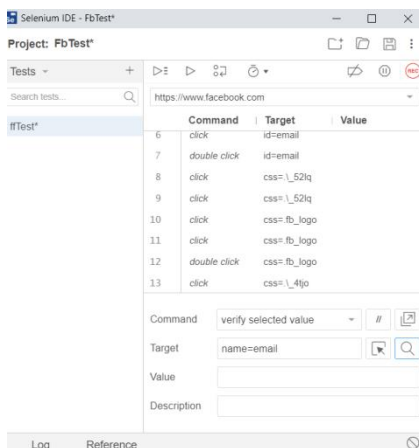 Se Selenium IDE - FbTest*
Project: FbTest*
Tests
Search tests...
REC
https://www.facebook.com
fTest*
Command Target Value
6 click id=email
7 double click id=email
8 click css=.\_52lq
9 click css=.\_52lq
10 click css=.fb_logo
11 click css=.fb_logo
12 double click css=.fb_logo
13 click css=.\_4tjo
Command verify selected value //
Target name=email
Value
Description
Log Reference